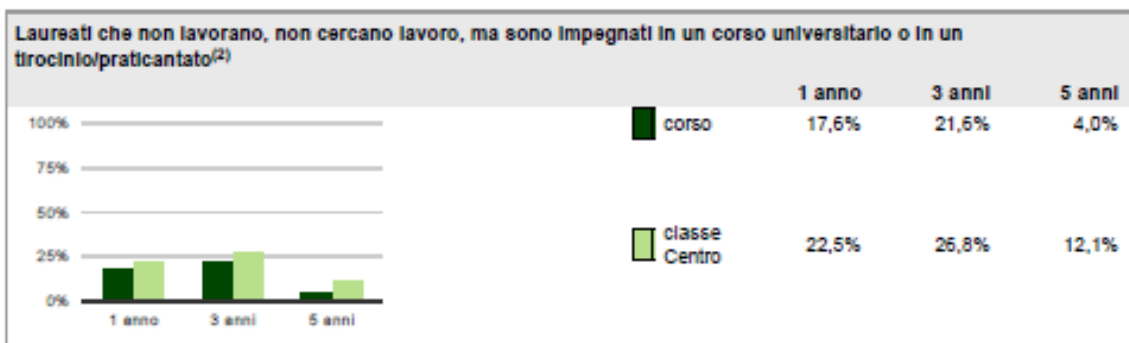 Laureati che non lavorano, non cercano lavoro, ma sono impegnati in un corso universitario o in un
tirocinio/praticantato(2)
1 anno 3 anni 5 anni
corso 17,6% 21,6% 4,0%
classe
Centro 22,5% 26,8% 12,1%
100%
75%
50%
25%
0%
1 anno 3 anni 5 anni